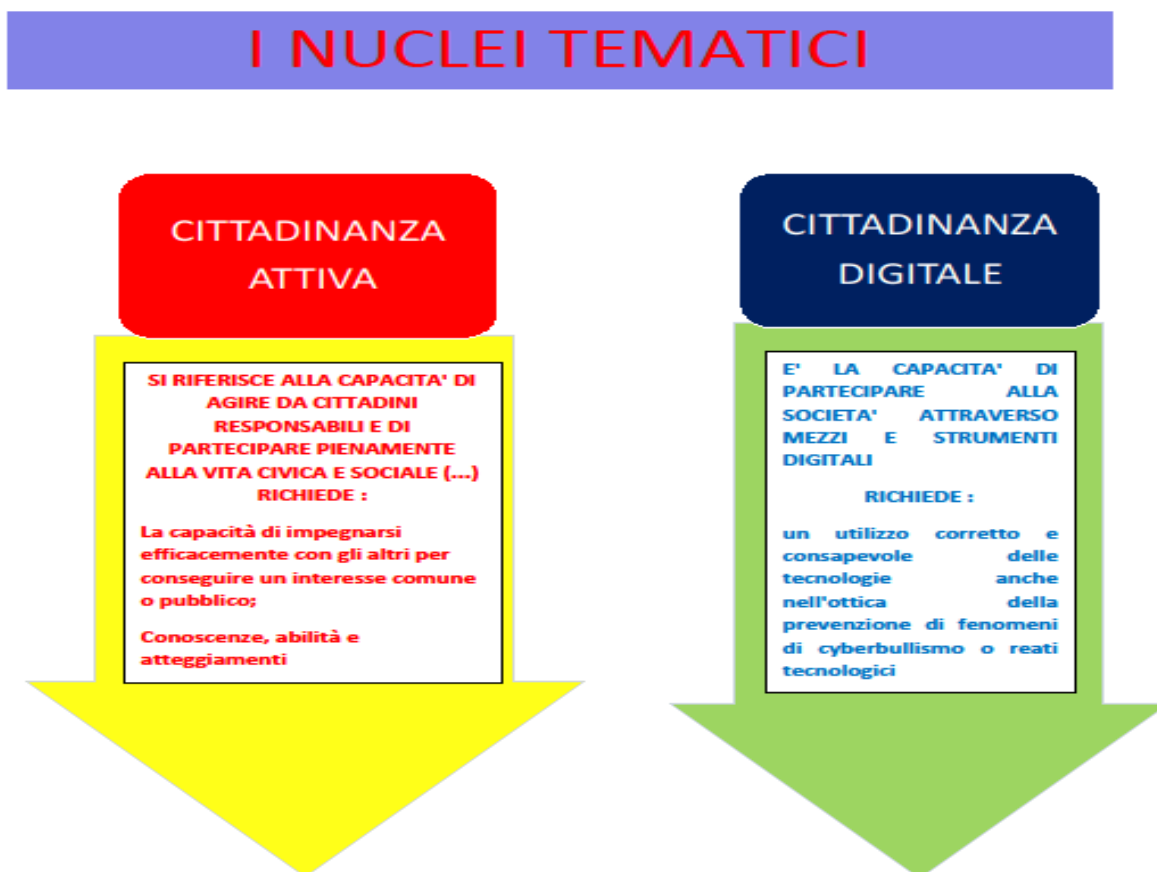 I NUCLEI TEMATICI
CITTADINANZA
ATTIVA
SI RIFERISCE ALLA CAPACITA' DI
AGIRE DA CITTADINI
RESPONSABILI E DI
PARTECIPARE PIENAMENTE
ALLA VITA CIVICA E SOCIALE (...)
RICHIEDE :
La capacità di impegnarsi
efficacemente con gli altri per
conseguire un interesse comune
o pubblico;
Conoscenze, abilità e
atteggiamenti
CITTADINANZA
DIGITALE
E' LA CAPACITA' DI
PARTECIPARE ALLA
SOCIETA' ATTRAVERSO
MEZZI E STRUMENTI
DIGITALI
RICHIEDE :
un utilizzo corretto e
consapevole delle
tecnologie anche
nell'ottica della
prevenzione di fenomeni
di cyberbullismo o reati
tecnologici